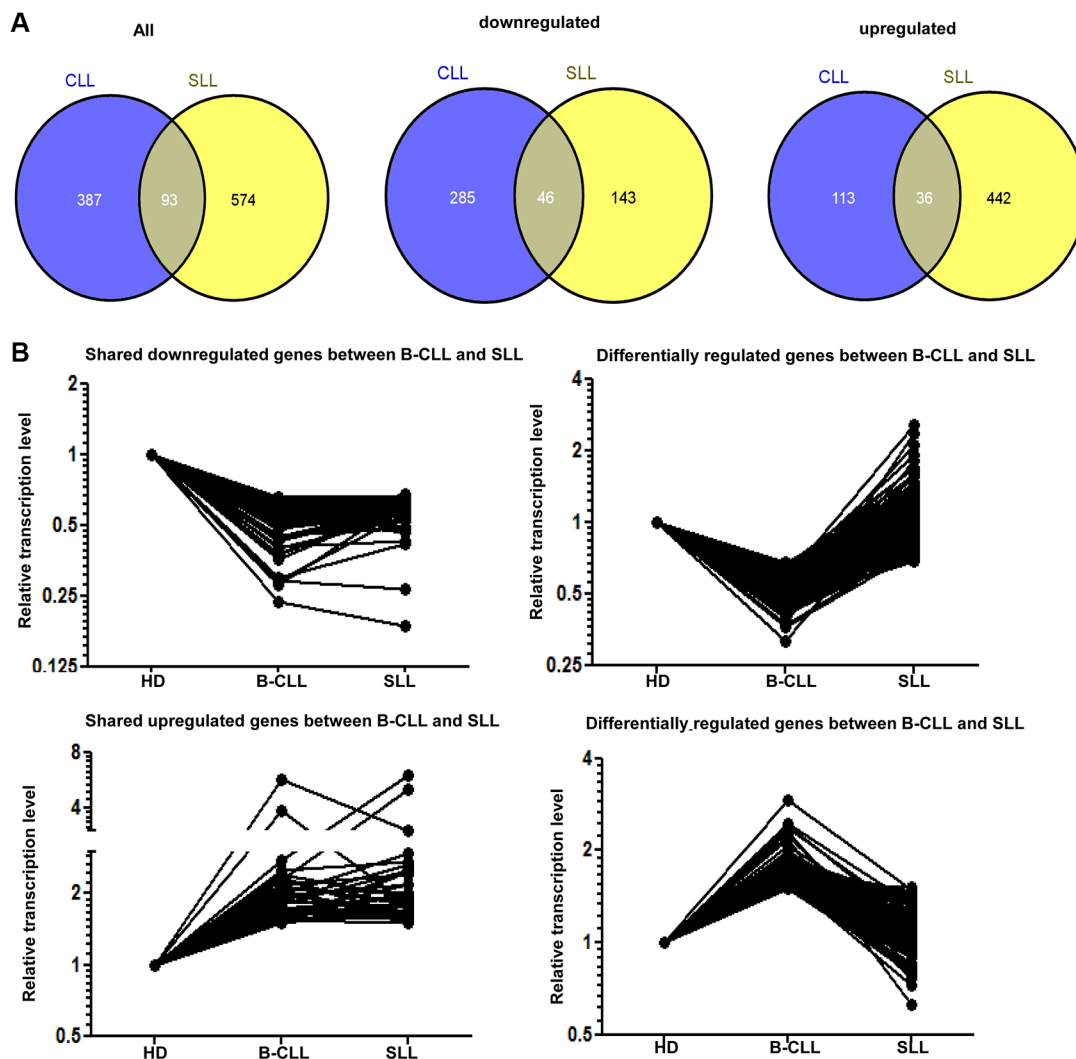 A
All
downregulated
upregulated
CLL
SLL
CLL
SLL
CLL
SLL
387
93
574
285
46
143
113
36
442
B
Shared downregulated genes between B-CLL and SLL
Relative transcription level
2
1
0.5
0.25
0.125
HD
B-CLL
SLL
Differentially regulated genes between B-CLL and SLL
Relative transcription level
4
2
1
0.5
0.25
HD
B-CLL
SLL
Shared upregulated genes between B-CLL and SLL
Relative transcription level
8
4
2
1
0.5
HD
B-CLL
SLL
Differentially regulated genes between B-CLL and SLL
Relative transcription level
4
2
1
0.5
HD
B-CLL
SLL